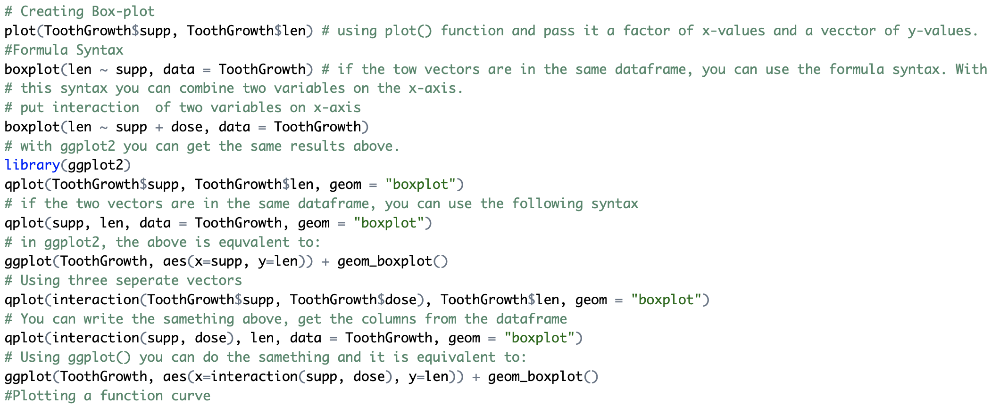 # Creating Box-plot
plot(ToothGrowth$supp, ToothGrowth$len) # using plot() function and pass it a factor of x-values and a vecctor of y-values.
#Formula Syntax
boxplot(len ~ supp, data = ToothGrowth) # if the tow vectors are in the same dataframe, you can use the formula syntax. With
# this syntax you can combine two variables on the x-axis.
# put interaction  of two variables on x-axis
boxplot(len ~ supp + dose, data = ToothGrowth)
# with ggplot2 you can get the same results above.
library(ggplot2)
qplot(ToothGrowth$supp, ToothGrowth$len, geom = "boxplot")
# if the two vectors are in the same dataframe, you can use the following syntax
qplot(supp, len, data = ToothGrowth, geom = "boxplot")
# in ggplot2, the above is equvalent to:
ggplot(ToothGrowth, aes(x=supp, y=len)) + geom_boxplot()
# Using three seperate vectors
qplot(interaction(ToothGrowth$supp, ToothGrowth$dose), ToothGrowth$len, geom = "boxplot")
# You can write the samething above, get the columns from the dataframe
qplot(interaction(supp, dose), len, data = ToothGrowth, geom = "boxplot")
# Using ggplot() you can do the samething and it is equivalent to:
ggplot(ToothGrowth, aes(x=interaction(supp, dose), y=len)) + geom_boxplot()
#Plotting a function curve